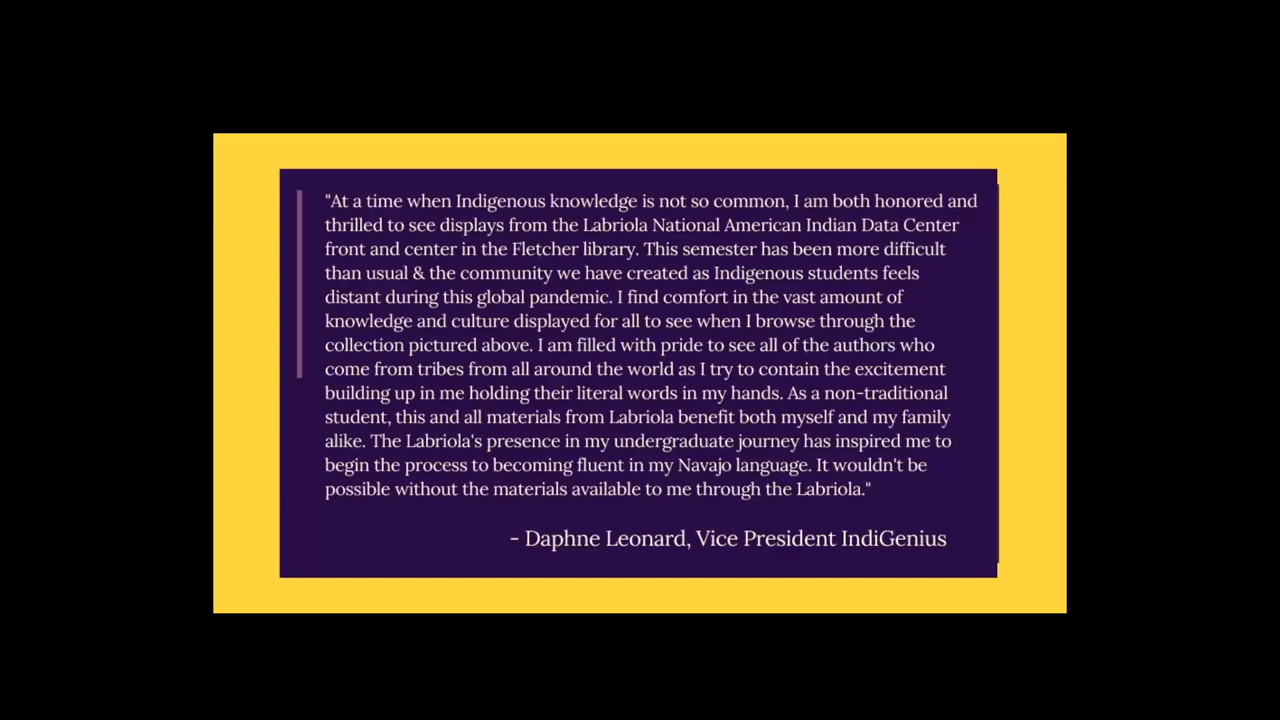 "At a time when Indigenous knowledge is not so common, I am both honored and
thrilled to see displays from the Labriola National American Indian Data Center
front and center in the Fletcher library. This semester has been more difficult
than usual & the community we have created as Indigenous students feels
distant during this global pandemic. I find comfort in the vast amount of
knowledge and culture displayed for all to see when I browse through the
collection pictured above. I am filled with pride to see all of the authors who
come from tribes from all around the world as I try to contain the excitement
building up in me holding their literal words in my hands. As a non-traditional
student, this and all materials from Labriola benefit both myself and my family
alike. The Labriola's presence in my undergraduate journey has inspired me to
begin the process to becoming fluent in my Navajo language. It wouldn't be
possible without the materials available to me through the Labriola."
- Daphne Leonard, Vice President IndiGenius